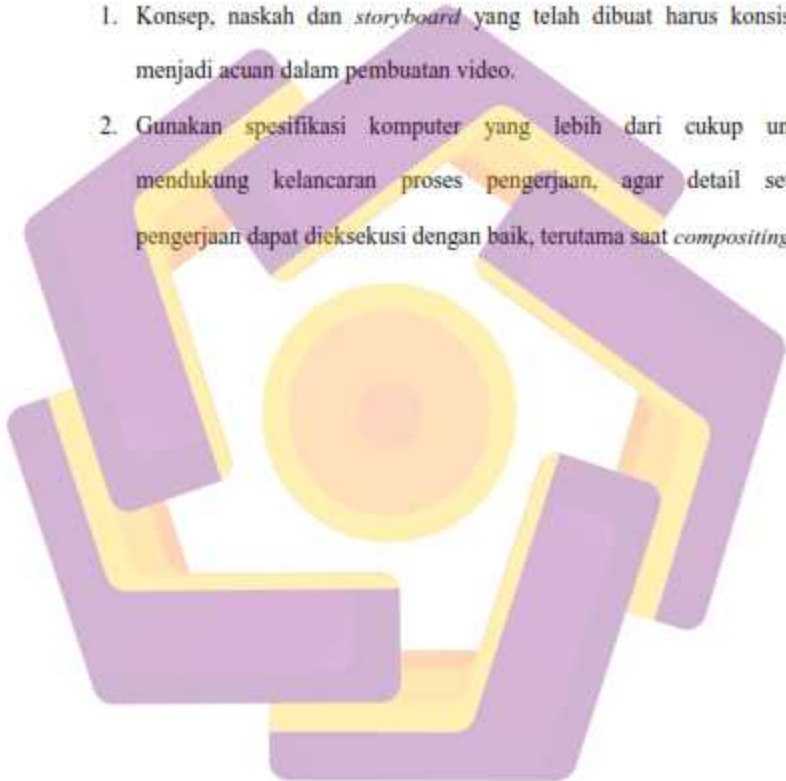 1. Konsep, naskah dan storyboard yang telah dibuat harus konsis
menjadi acuan dalam pembuatan video.
2. Gunakan spesifikasi komputer yang lebih dari cukup un
mendukung kelancaran proses pengerjaan, agar detail se
pengerjaan dapat dieksekusi dengan baik, terutama saat compositing